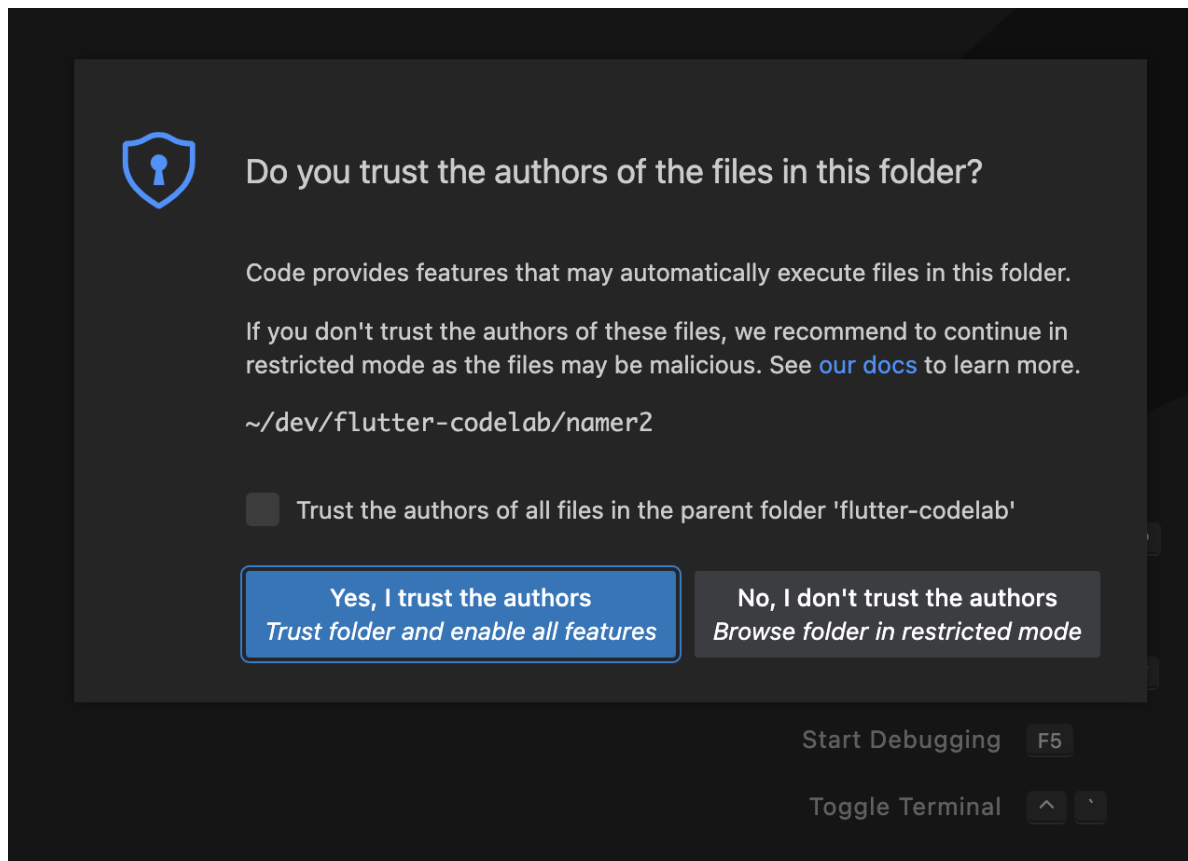 Do you trust the authors of the files in this folder?
Code provides features that may automatically execute files in this folder.
If you don't trust the authors of these files, we recommend to continue in
restricted mode as the files may be malicious. See our docs to learn more.
~/dev/flutter-codelab/namer2
Trust the authors of all files in the parent folder 'flutter-codelab'
Yes, I trust the authors
Trust folder and enable all features
No, I don't trust the authors
Browse folder in restricted mode
Start Debugging F5
Toggle Terminal ^ `